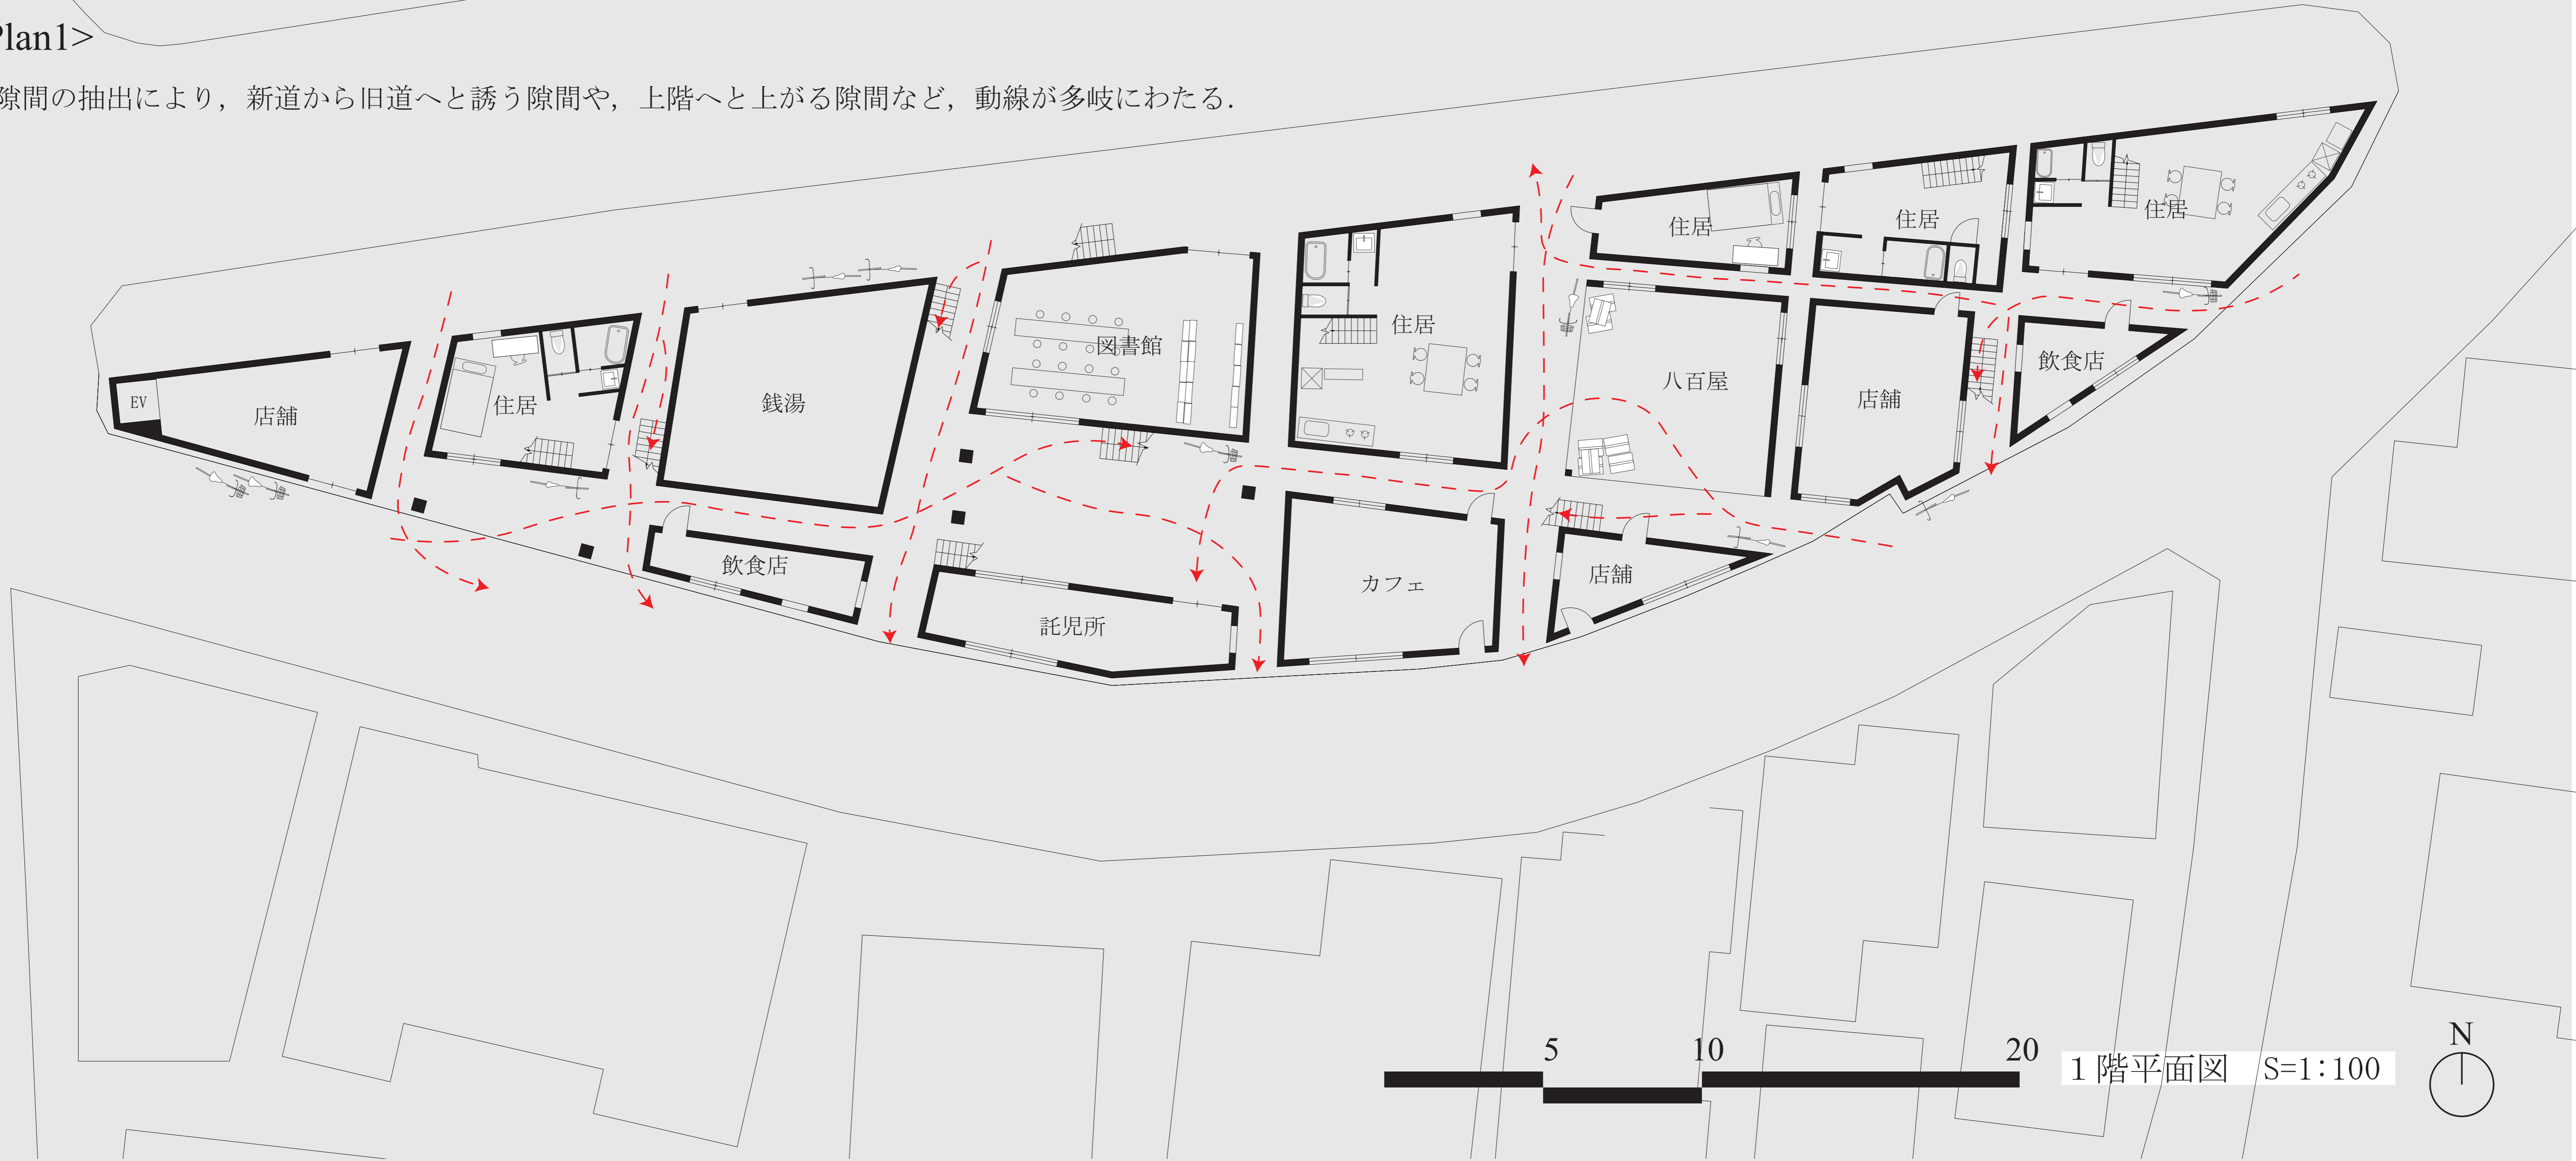 Plan1>
隙間の抽出により，新道から旧道へと誘う隙間や，上階へと上がる隙間など，動線が多岐にわたる．
住居
住居
住居
図書館
住居
八百屋
店舗
飲食店
EV
店舗
住居
銭湯
飲食店
託児所
カフェ
店舗
5 10 20
1階平面図 S=1:100
N